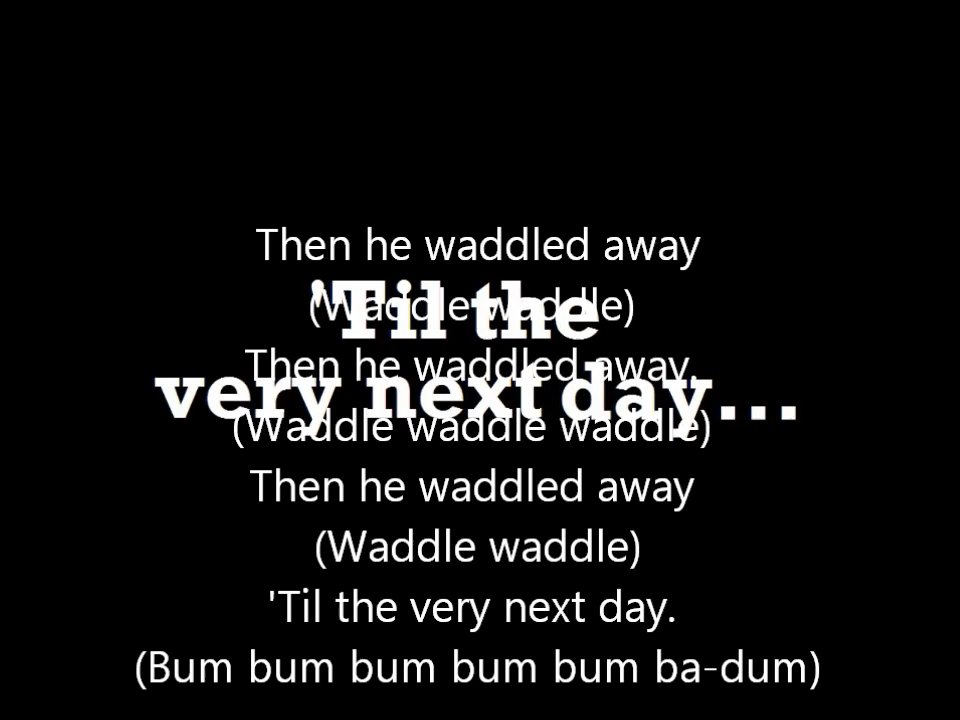 Then he waddled away
(Waddle waddle)
'Til the
Then he waddled away,
very next day...
(Waddle waddle waddle)
Then he waddled away
(Waddle waddle)
'Til the very next day.
(Bum bum bum bum bum ba-dum)